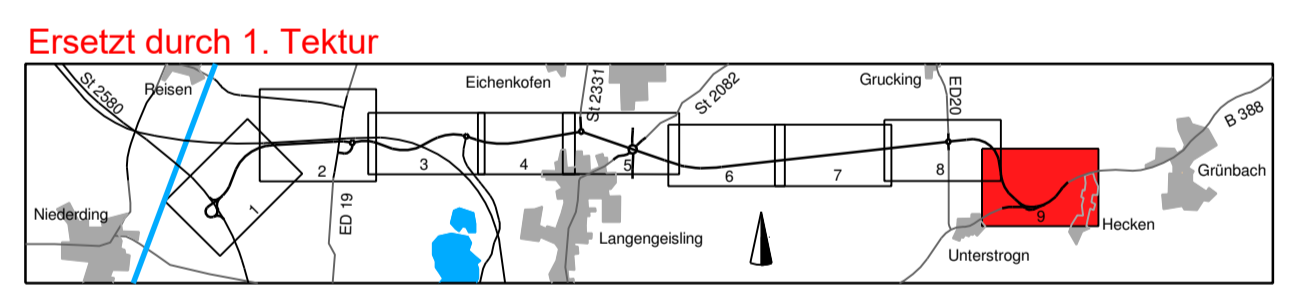 Ersetzt durch 1. Tektur
St 2580
Reisen
Eichenkofen
St 2331
St 2082
Grucking
ED20
B 388
Grünbach
Niederding
1
2
ED 19
3
4
5
6
7
8
9
Hecken
Langengeisling
Unterstrogn